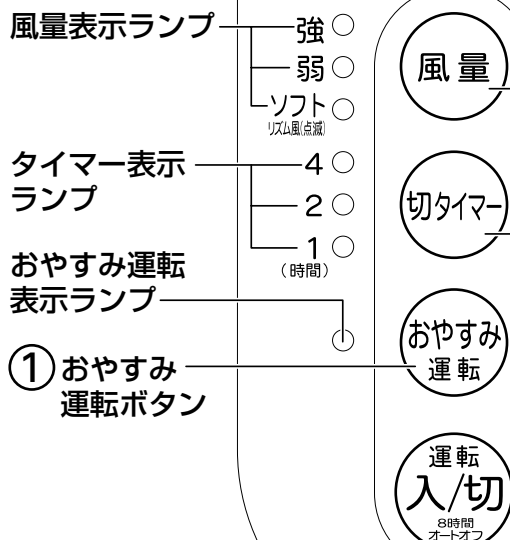 風量表示ランプ
強
弱
ソフト
リズム風(点滅)
風量
タイマー表示
ランプ
4
2
1
(時間)
切タイマー
おやすみ運転
表示ランプ
①おやすみ
運転ボタン
おやすみ
運転
運転
入/切
8時間
オートオフ